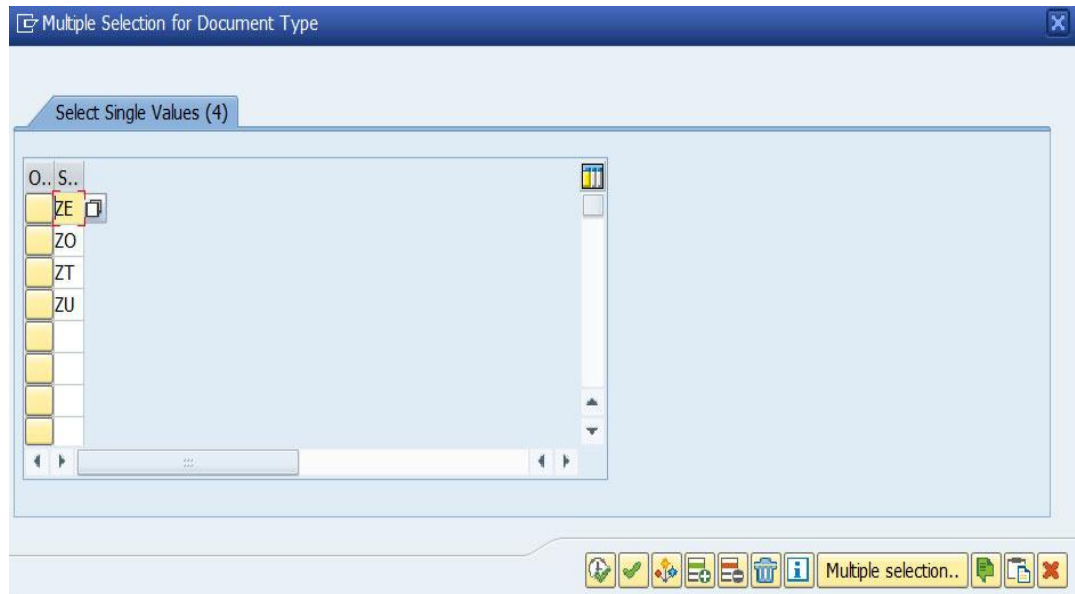 Multiple Selection for Document Type
Select Single Values (4)
O.. S..
ZE
ZO
ZT
ZU
Multiple selection..